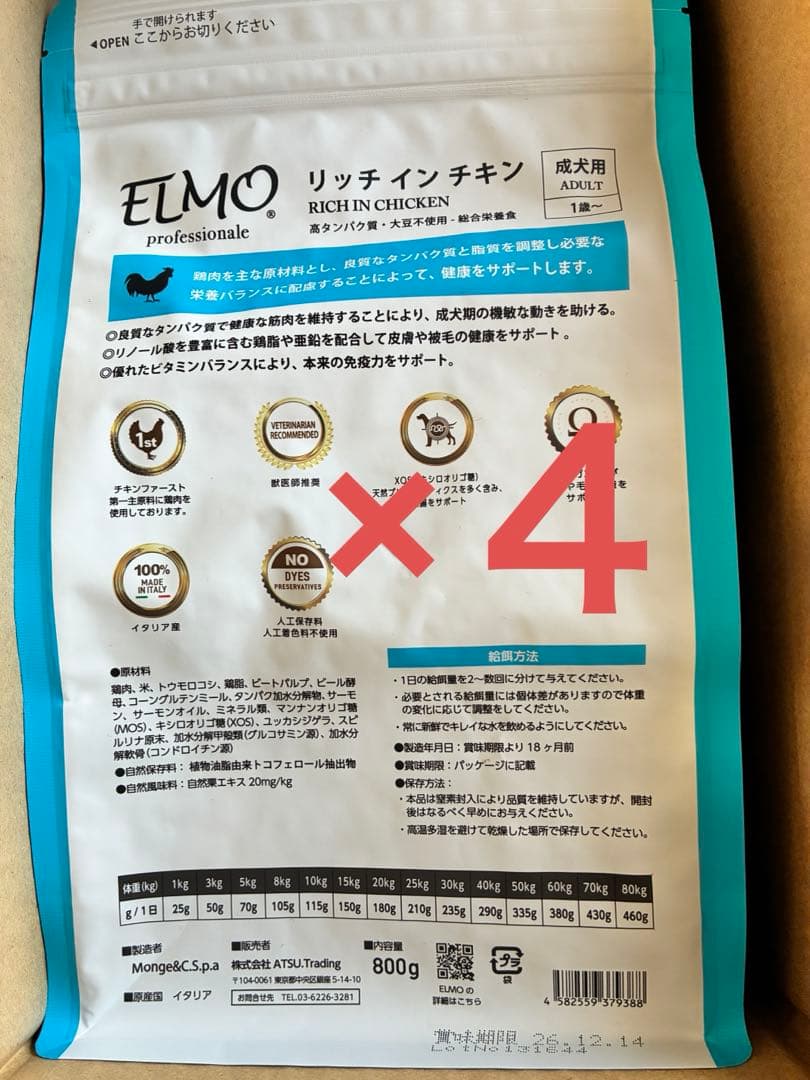 手で開けられます
◀OPEN ここからお切りください
ELMO®
professionale
リッチ イン チキン
RICH IN CHICKEN
高タンパク質・大豆不使用 - 総合栄養食
成犬用
ADULT
1歳～
鶏肉を主な原材料とし、良質なタンパク質と脂質を調整し必要な
栄養バランスに配慮することによって、健康をサポートします。
◎良質なタンパク質で健康な筋肉を維持することにより、成犬期の機敏な動きを助ける。
◎リノール酸を豊富に含む鶏脂や亜鉛を配合して皮膚や被毛の健康をサポート 。
◎優れたビタミンバランスにより、本来の免疫力をサポート。
1st
チキンファースト
第一主原料に鶏肉を
使用しております。
VETERINARIAN
RECOMMENDED
獣医師推奨
XOS
キシロオリゴ糖)
天然プ
ィクスを多く含み、
をサポート
Ω
×4
100%
MADE
IN ITALY
イタリア産
NO
DYES
PRESERVATIVES
人工保存料
人工着色料不使用
●原材料
鶏肉、米、トウモロコシ、鶏脂、ビートパルプ、ビール酵
母、コーングルテンミール、タンパク加水分解物、サーモ
ン、サーモンオイル、ミネラル類、マンナンオリゴ糖
(MOS)、キシロオリゴ糖(XOS)、ユッカシジゲラ、スピ
ルリナ原末、加水分解甲殻類(グルコサミン源)、加水分
解軟骨(コンドロイチン源)
●自然保存料： 植物油脂由来トコフェロール抽出物
●自然風味料：自然栗エキス 20mg/kg
給餌方法
・1日の給餌量を2～数回に分けて与えてください。
・必要とされる給餌量には個体差がありますので体重
の変化に応じて調整をしてください。
・常に新鮮でキレイな水を飲めるようにしてください。
●製造年月日：賞味期限より 18 ヶ月前
●賞味期限：パッケージに記載
●保存方法：
・本品は窒素封入により品質を維持していますが、開封
後はなるべく早めにお与えください。
・高温多湿を避けて乾燥した場所で保存してください。
体重(kg) 1kg 3kg 5kg 8kg 10kg 15kg 20kg 25kg 30kg 40kg 50kg 60kg 70kg 80kg
g / 1日 25g 50g 70g 105g 115g 150g 180g 210g 235g 290g 335g 380g 430g 460g
■製造者
Monge&C.S.p.a
■原産国 イタリア
■販売者
株式会社 ATSU.Trading
〒104-0061 東京都中央区銀座 5-14-10
お問合せ先 TEL.03-6226-3281
■内容量
800g
ELMO の
詳細はこちら
プラ
袋
4 582559 379388
賞味期限 26.12.14